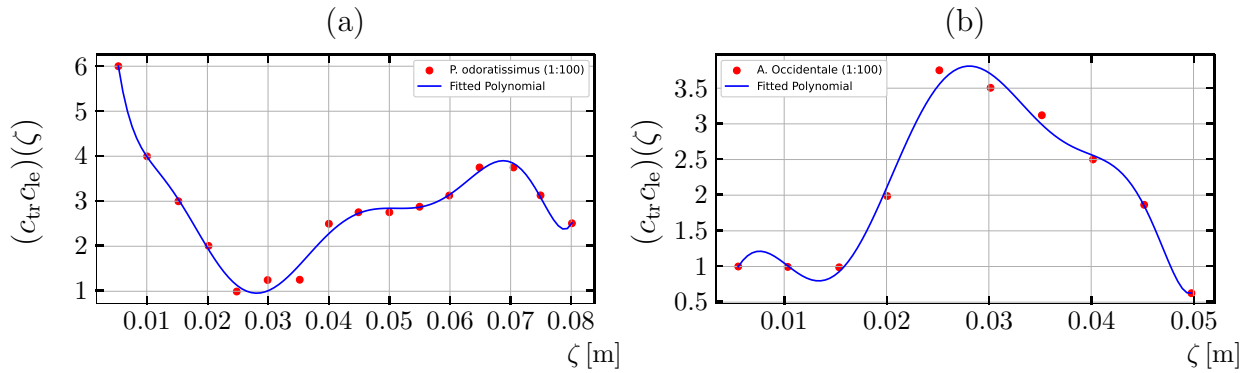 (a)
6
5
4
3
2
1
(c_tr c_le)(ζ)
P. odoratissimus (1:100)
Fitted Polynomial
0.01 0.02 0.03 0.04 0.05 0.06 0.07 0.08
ζ [m]
(b)
3.5
3
2.5
2
1.5
1
0.5
(c_tr c_le)(ζ)
A. Occidentale (1:100)
Fitted Polynomial
0.01 0.02 0.03 0.04 0.05
ζ [m]